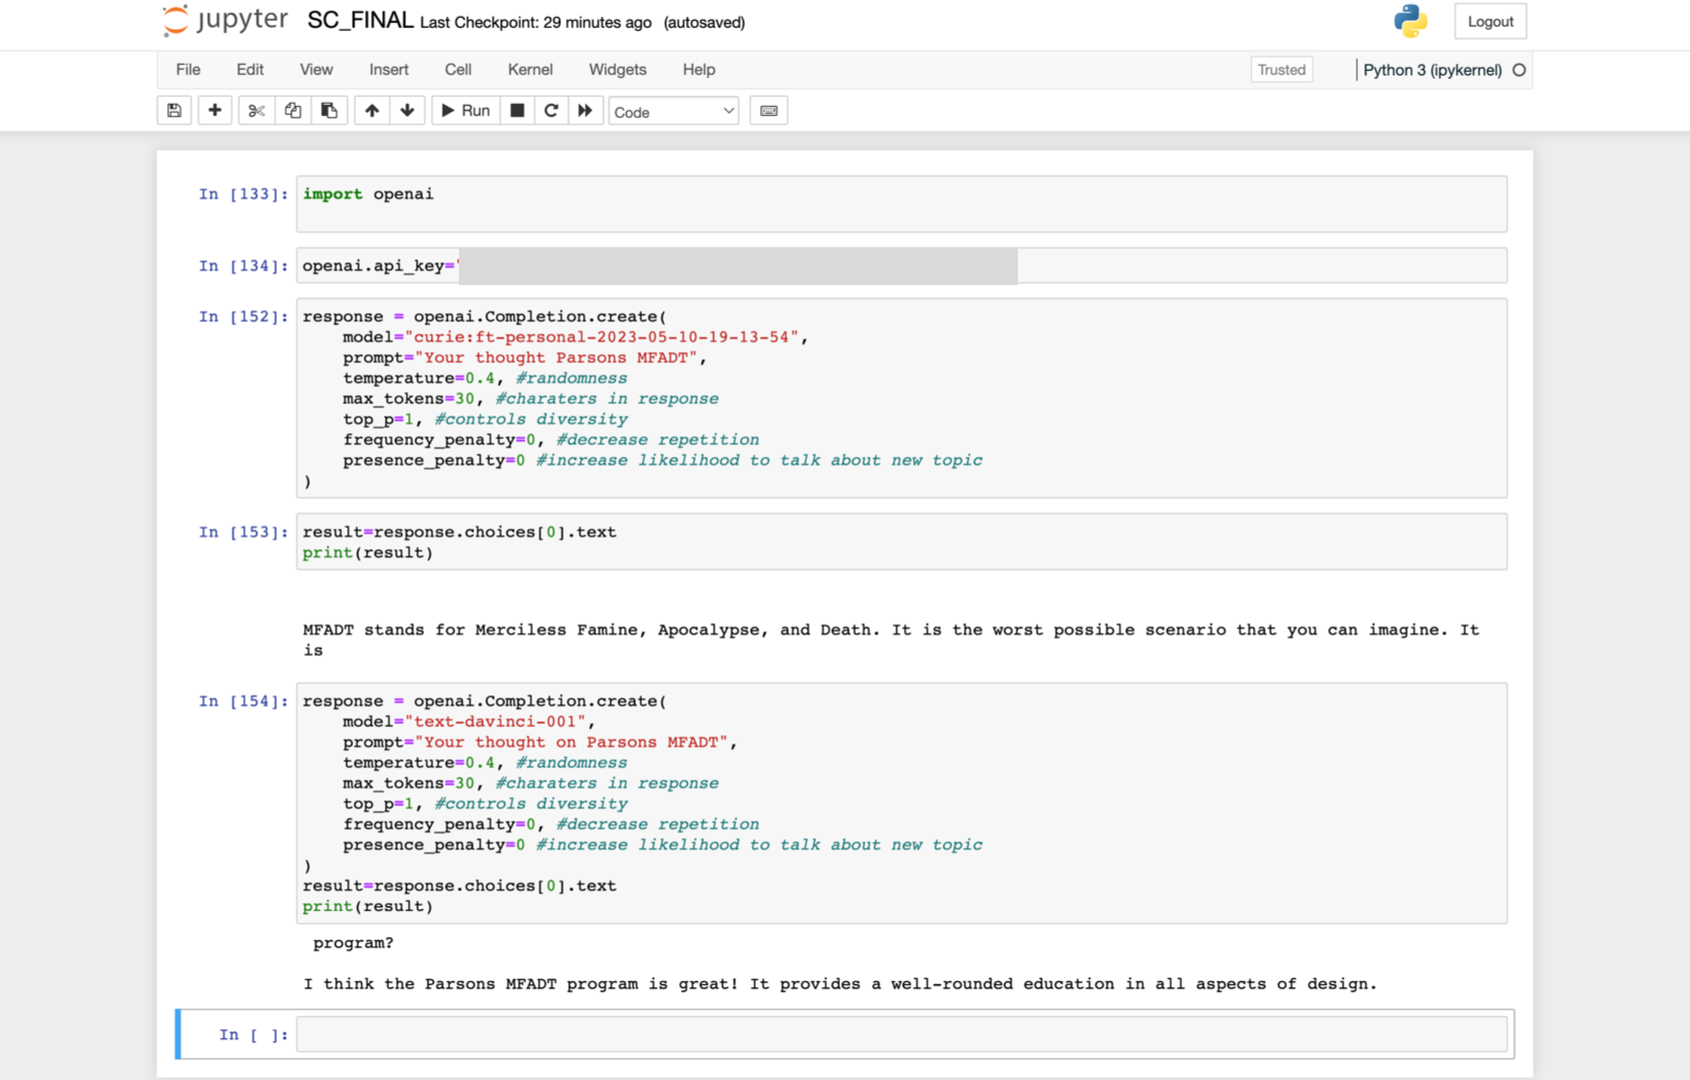 jupyter SC_FINAL Last Checkpoint: 29 minutes ago (autosaved) Logout
File Edit View Insert Cell Kernel Widgets Help Trusted Python 3 (ipykernel)
Run Code
In [133]: import openai
In [134]: openai.api_key='
In [152]: response = openai.Completion.create(
    model="curie:ft-personal-2023-05-10-19-13-54",
    prompt="Your thought Parsons MFADT",
    temperature=0.4, #randomness
    max_tokens=30, #charaters in response
    top_p=1, #controls diversity
    frequency_penalty=0, #decrease repetition
    presence_penalty=0 #increase likelihood to talk about new topic
)
In [153]: result=response.choices[0].text
print(result)
MFADT stands for Merciless Famine, Apocalypse, and Death. It is the worst possible scenario that you can imagine. It
is
In [154]: response = openai.Completion.create(
    model="text-davinci-001",
    prompt="Your thought on Parsons MFADT",
    temperature=0.4, #randomness
    max_tokens=30, #charaters in response
    top_p=1, #controls diversity
    frequency_penalty=0, #decrease repetition
    presence_penalty=0 #increase likelihood to talk about new topic
)
result=response.choices[0].text
print(result)
program?
I think the Parsons MFADT program is great! It provides a well-rounded education in all aspects of design.
In [ ]: